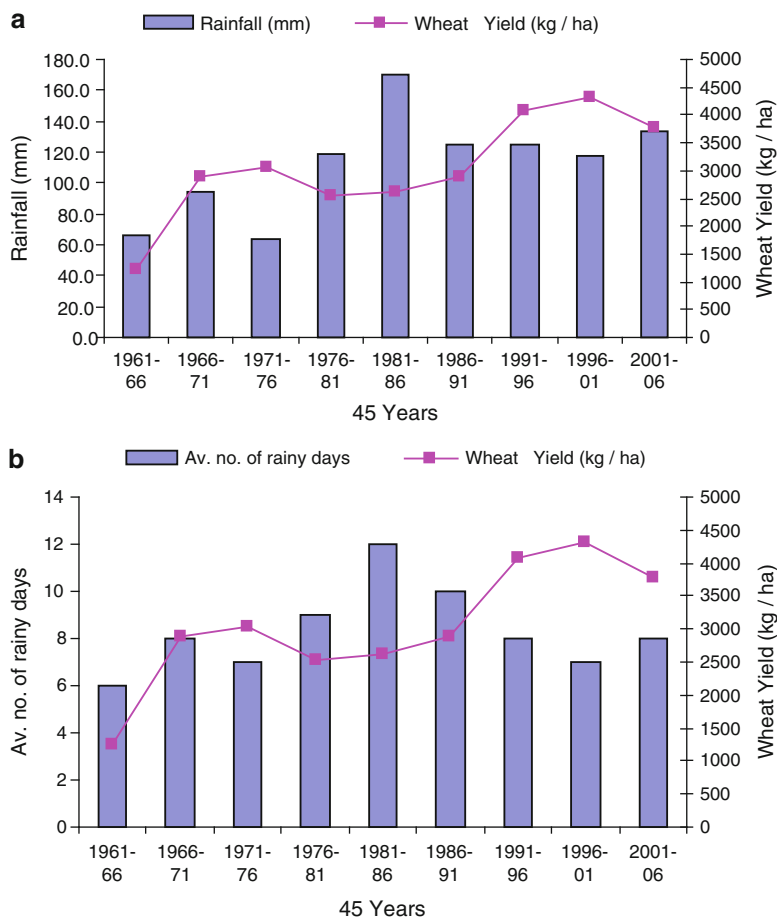 a
Rainfall (mm) Wheat Yield (kg / ha)
180.0
160.0
140.0
120.0
100.0
80.0
60.0
40.0
20.0
0.0
Rainfall (mm)
5000
4500
4000
3500
3000
2500
2000
1500
1000
500
0
Wheat Yield (kg / ha)
1961- 1966- 1971- 1976- 1981- 1986- 1991- 1996- 2001-
66 71 76 81 86 91 96 01 06
45 Years
b
Av. no. of rainy days Wheat Yield (kg / ha)
14
12
10
8
6
4
2
0
Av. no. of rainy days
5000
4500
4000
3500
3000
2500
2000
1500
1000
500
0
Wheat Yield (kg / ha)
1961- 1966- 1971- 1976- 1981- 1986- 1991- 1996- 2001-
66 71 76 81 86 91 96 01 06
45 Years